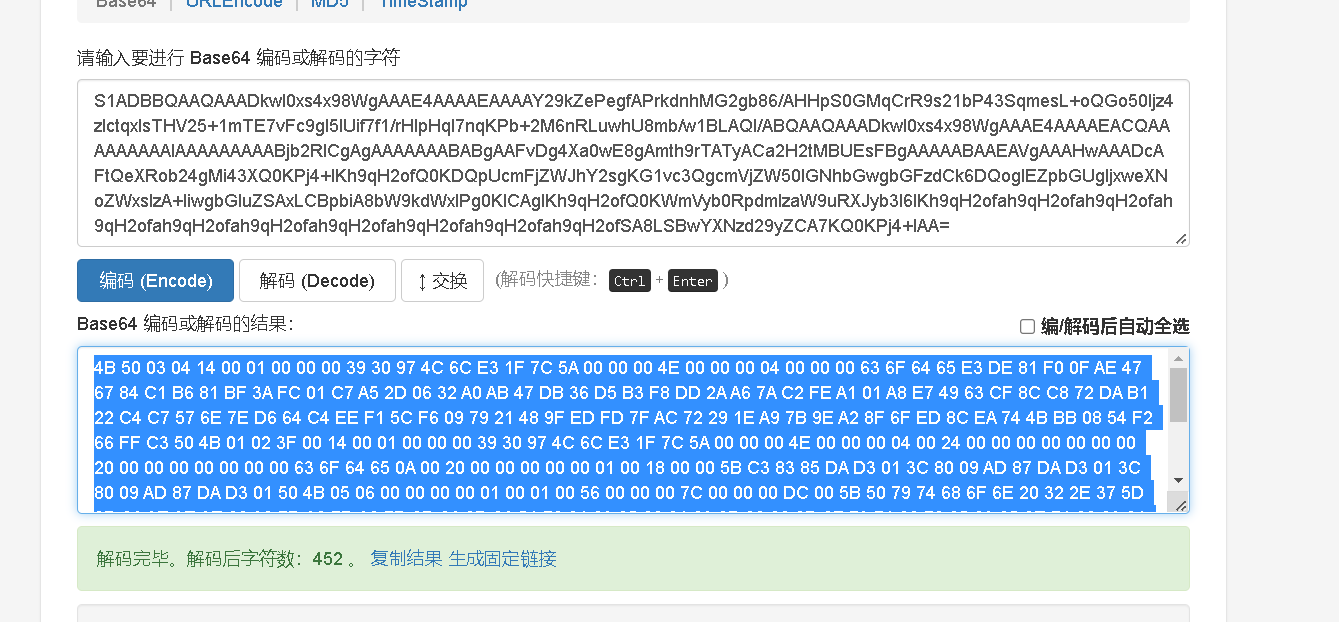 Base64 | URLEncode | MD5 | TimeStamp
请输入要进行 Base64 编码或解码的字符
S1ADBBQAAQAAADkwl0xs4x98WgAAAE4AAAAEAAAAY29kZePegfAPrkdnhMG2gb86/AHHpS0GMqCrR9s21bP43SqmesL+oQGo50ljz4
zlctqxIsTHV25+1mTE7vFc9gl5IUif7f1/rHIpHql7nqKPb+2M6nRLuwhU8mb/w1BLAQI/ABQAAQAAADkwl0xs4x98WgAAAE4AAAAEACQAA
AAAAAAAIAAAAAAAAABjb2RlCgAgAAAAAAABABgAAFvDg4Xa0wE8gAmth9rTATyACa2H2tMBUEsFBgAAAAABAAEAVgAAAHwAAADcA
FtQeXRob24gMi43XQ0KPj4+IKh9qH2ofQ0KDQpUcmFjZWJhY2sgKG1vc3QgcmVjZW50IGNhbGwgbGFzdCk6DQogIEZpbGUgIjxweXN
oZWxsIzA+IiwgbGluZSAxLCBpbiA8bW9kdWxlPg0KICAgIKh9qH2ofQ0KWmVyb0RpdmlzaW9uRXJyb3I6IKh9qH2ofah9qH2ofah9qH2ofah
9qH2ofah9qH2ofah9qH2ofah9qH2ofah9qH2ofah9qH2ofSA8LSBwYXNzd29yZCA7KQ0KPj4+IAA=
编码 (Encode) 解码 (Decode) ↕ 交换 (解码快捷键： Ctrl + Enter )
Base64 编码或解码的结果：
编/解码后自动全选
4B 50 03 04 14 00 01 00 00 00 39 30 97 4C 6C E3 1F 7C 5A 00 00 00 4E 00 00 00 04 00 00 00 63 6F 64 65 E3 DE 81 F0 0F AE 47
67 84 C1 B6 81 BF 3A FC 01 C7 A5 2D 06 32 A0 AB 47 DB 36 D5 B3 F8 DD 2A A6 7A C2 FE A1 01 A8 E7 49 63 CF 8C C8 72 DA B1
22 C4 C7 57 6E 7E D6 64 C4 EE F1 5C F6 09 79 21 48 9F ED FD 7F AC 72 29 1E A9 7B 9E A2 8F 6F ED 8C EA 74 4B BB 08 54 F2
66 FF C3 50 4B 01 02 3F 00 14 00 01 00 00 00 39 30 97 4C 6C E3 1F 7C 5A 00 00 00 4E 00 00 00 04 00 24 00 00 00 00 00 00 00
20 00 00 00 00 00 00 00 63 6F 64 65 0A 00 20 00 00 00 00 00 01 00 18 00 00 5B C3 83 85 DA D3 01 3C 80 09 AD 87 DA D3 01 3C
80 09 AD 87 DA D3 01 50 4B 05 06 00 00 00 00 01 00 01 00 56 00 00 00 7C 00 00 00 DC 00 5B 50 79 74 68 6F 6E 20 32 2E 37 5D
解码完毕。解码后字符数：452 。 复制结果 生成固定链接